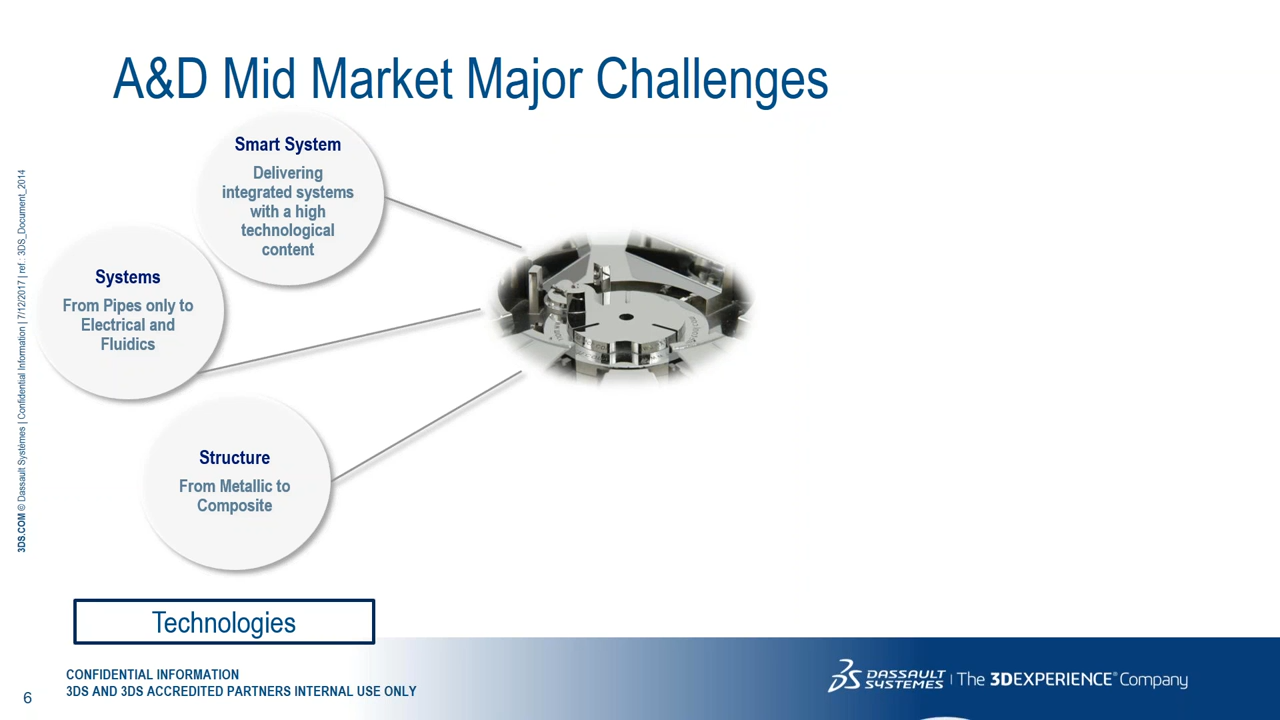 A&D Mid Market Major Challenges
Smart System
Delivering
integrated systems
with a high
technological
content
Systems
From Pipes only to
Electrical and
Fluidics
Structure
From Metallic to
Composite
Technologies
3DS.COM © Dassault Systèmes | Confidential Information | 7/12/2017 | ref.: 3DS_Document_2014
CONFIDENTIAL INFORMATION
3DS AND 3DS ACCREDITED PARTNERS INTERNAL USE ONLY
6
DASSAULT
SYSTEMES | The 3DEXPERIENCE® Company